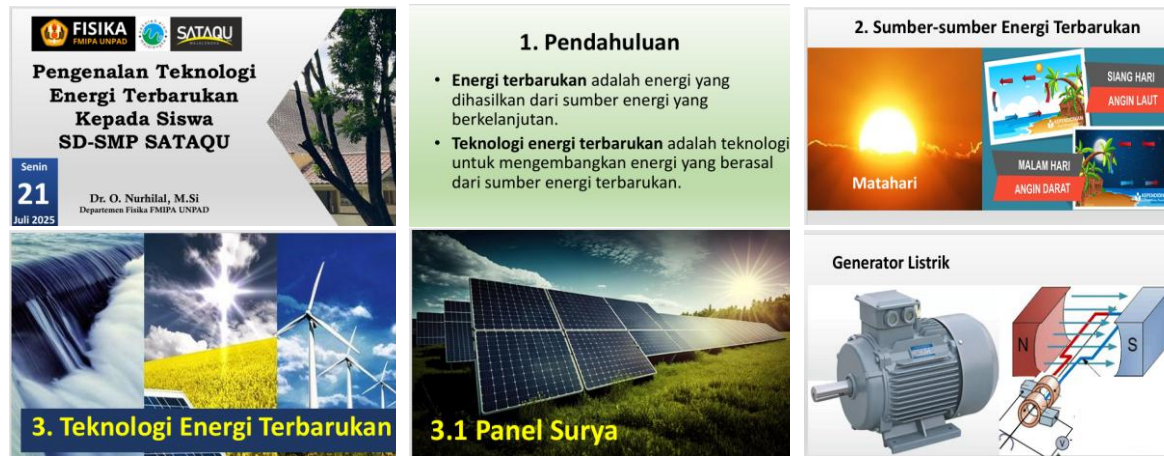 FISIKA
FMIPA UNPAD
SATAQU
Pengenalan Teknologi
Energi Terbarukan
Kepada Siswa
SD-SMP SATAQU
Senin
21
Juli 2025
Dr. O. Nurhilal, M.Si
Departemen Fisika FMIPA UNPAD
1. Pendahuluan
• Energi terbarukan adalah energi yang
dihasilkan dari sumber energi yang
berkelanjutan.
• Teknologi energi terbarukan adalah teknologi
untuk mengembangkan energi yang berasal
dari sumber energi terbarukan.
2. Sumber-sumber Energi Terbarukan
Matahari
SIANG HARI
ANGIN LAUT
MALAM HARI
ANGIN DARAT
3. Teknologi Energi Terbarukan
3.1 Panel Surya
Generator Listrik
N
S
V